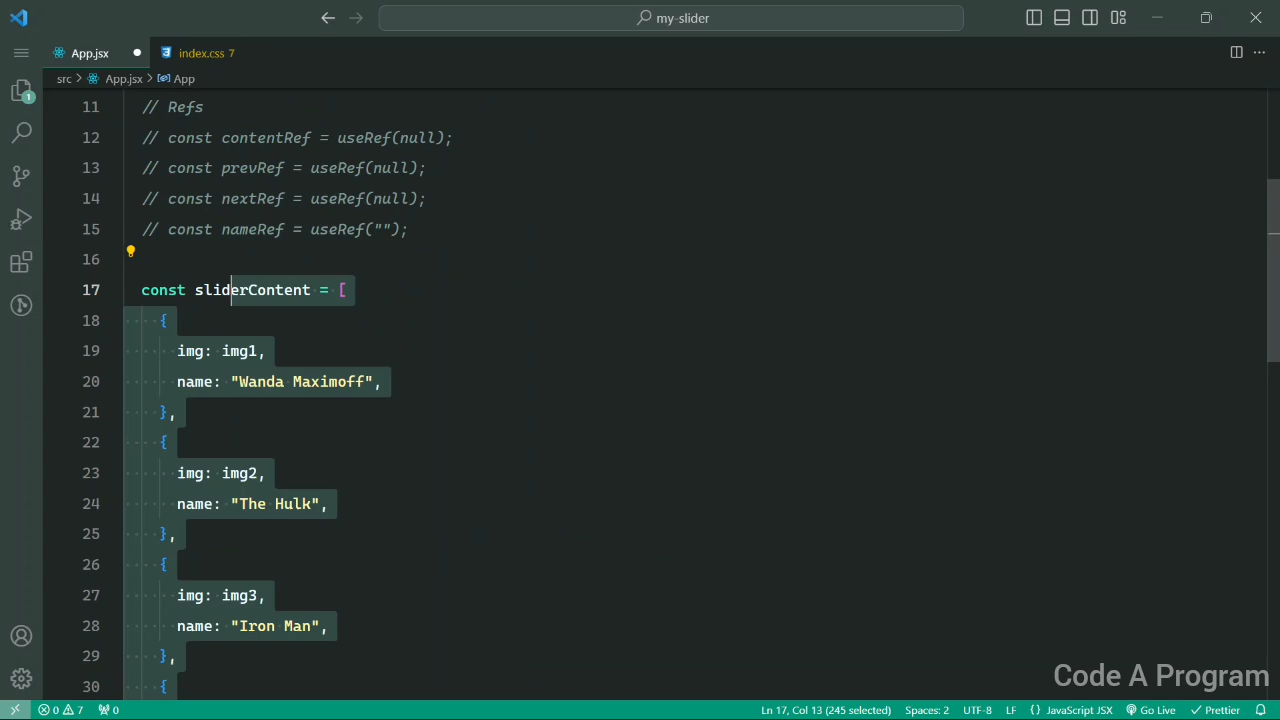 my-slider
App.jsx
index.css 7
src > App.jsx > App
1
11 // Refs
12 // const contentRef = useRef(null);
13 // const prevRef = useRef(null);
14 // const nextRef = useRef(null);
15 // const nameRef = useRef("");
16
17 const sliderContent = [
18 {
19 img: img1,
20 name: "Wanda Maximoff",
21 },
22 {
23 img: img2,
24 name: "The Hulk",
25 },
26 {
27 img: img3,
28 name: "Iron Man",
29 },
30 {
Code A Program
0 7 0 Ln 17, Col 13 (245 selected) Spaces: 2 UTF-8 LF {} JavaScript JSX Go Live Prettier